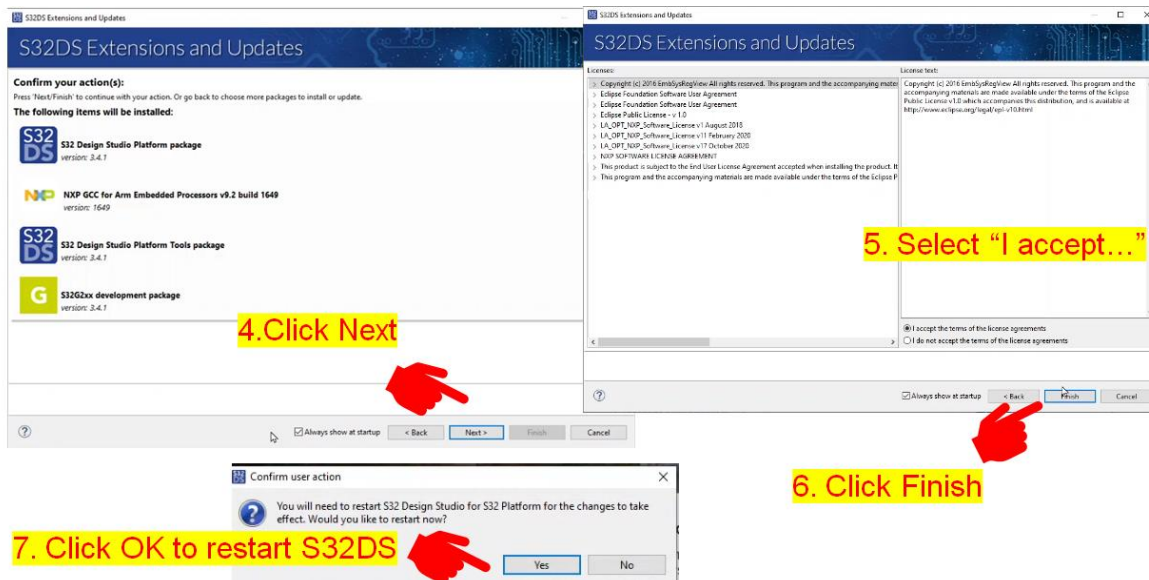 S32DS Extensions and Updates
S32DS Extensions and Updates
Confirm your action(s):
Press 'Next/Finish' to continue with your action. Or go back to choose more packages to install or update.
The following items will be installed:
S32
DS
S32 Design Studio Platform package
version: 3.4.1
NXP
NXP GCC for Arm Embedded Processors v9.2 build 1649
version: 1649
S32
DS
S32 Design Studio Platform Tools package
version: 3.4.1
G
S32G2xx development package
version: 3.4.1
4.Click Next
Always show at startup
< Back
Next >
Finish
Cancel
S32DS Extensions and Updates
S32DS Extensions and Updates
Licenses:
Copyright (c) 2016 EmbSysRegView All rights reserved. This program and the accompanying mater
Eclipse Foundation Software User Agreement
Eclipse Foundation Software User Agreement
Eclipse Public License - v 1.0
LA_OPT_NXP_Software_License v1 August 2018
LA_OPT_NXP_Software_License v11 February 2020
LA_OPT_NXP_Software_License v17 October 2020
NXP SOFTWARE LICENSE AGREEMENT
This product is subject to the End User License Agreement accepted when installing the product. It
This program and the accompanying materials are made available under the terms of the Eclipse P
License text:
Copyright (c) 2016 EmbSysRegView All rights reserved. This program and the
accompanying materials are made available under the terms of the Eclipse
Public License v1.0 which accompanies this distribution, and is available at
http://www.eclipse.org/legal/epl-v10.html
5. Select “I accept…”
I accept the terms of the license agreements
I do not accept the terms of the license agreements
Always show at startup
< Back
Finish
Cancel
6. Click Finish
Confirm user action
You will need to restart S32 Design Studio for S32 Platform for the changes to take
effect. Would you like to restart now?
7. Click OK to restart S32DS
Yes
No